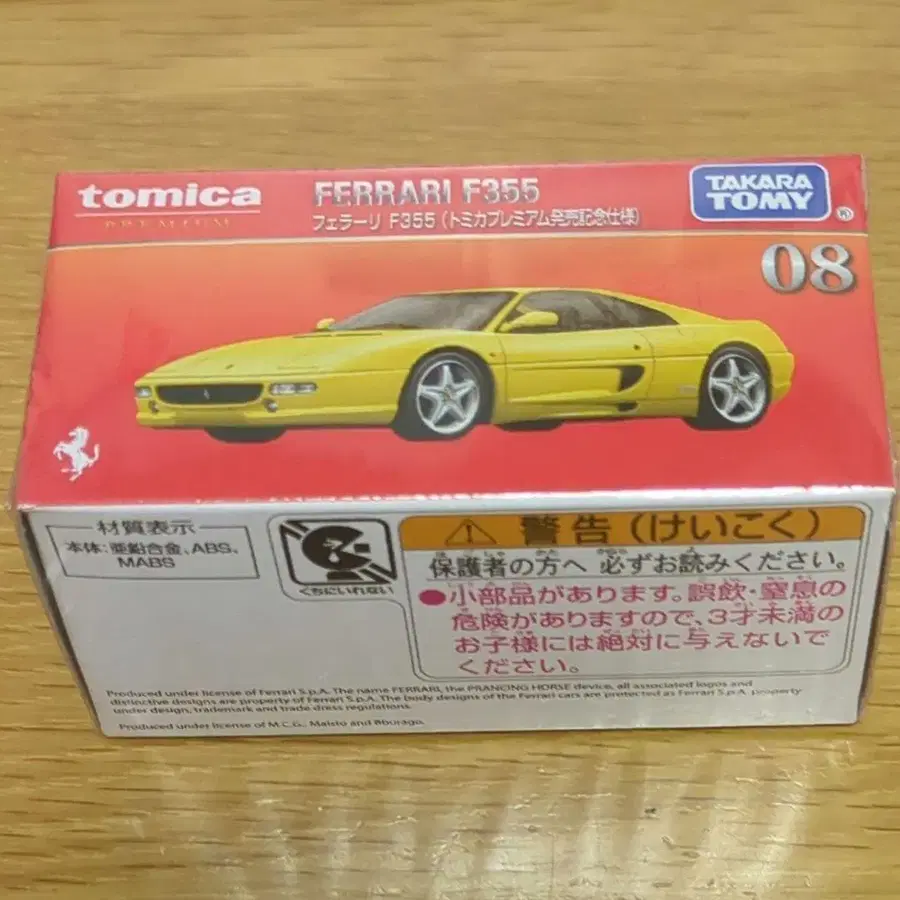 tomica
PREMIUM
FERRARI F355
フェラーリ F355 (トミカプレミアム発売記念仕様)
TAKARA
TOMY
08
材質表示
本体:亜鉛合金、ABS、
MABS
くちにいれない
警告(けいこく)
保護者の方へ 必ずお読みください。
●小部品があります。誤飲・窒息の
危険がありますので、3才未満の
お子様には絶対に与えないで
ください。
Produced under license of Ferrari S.p.A. The name FERRARI, the PRANCING HORSE device, all associated logos and
distinctive designs are property of Ferrari S.p.A. The body designs of the Ferrari cars are protected as Ferrari S.p.A. property
under design, trademark and trade dress regulations.
Produced under license of M.C.G., Maisto and Bburago.